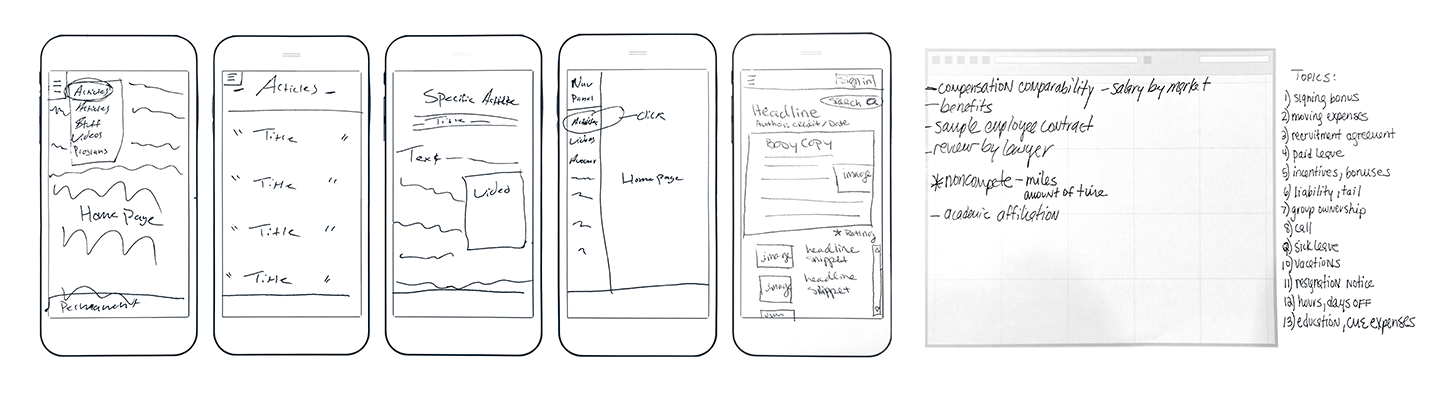 Articles
Articles
Stuff
Videos
Programs
Home Page
Permanent
Articles
" Title "
" Title "
" Title "
" Title "
Specific Article
Title
Text
Video
Nav
Panel
Articles
Videos
Click
Home Page
Sign in
Search
Headline
Author credit / Date
BODY COPY
image
* Rating
image
headline
snippet
image
headline
snippet
- compensation comparability - salary by market
- benefits
- sample employee contract
- review by lawyer
* noncompete - miles
amount of time
- academic affiliation
TOPICS:
1) signing bonus
2) moving expenses
3) recruitment agreement
4) paid leave
5) incentives, bonuses
6) liability, tail
7) group ownership
8) call
9) sick leave
10) vacations
11) resignation notice
12) hours, days OFF
13) education, CME expenses